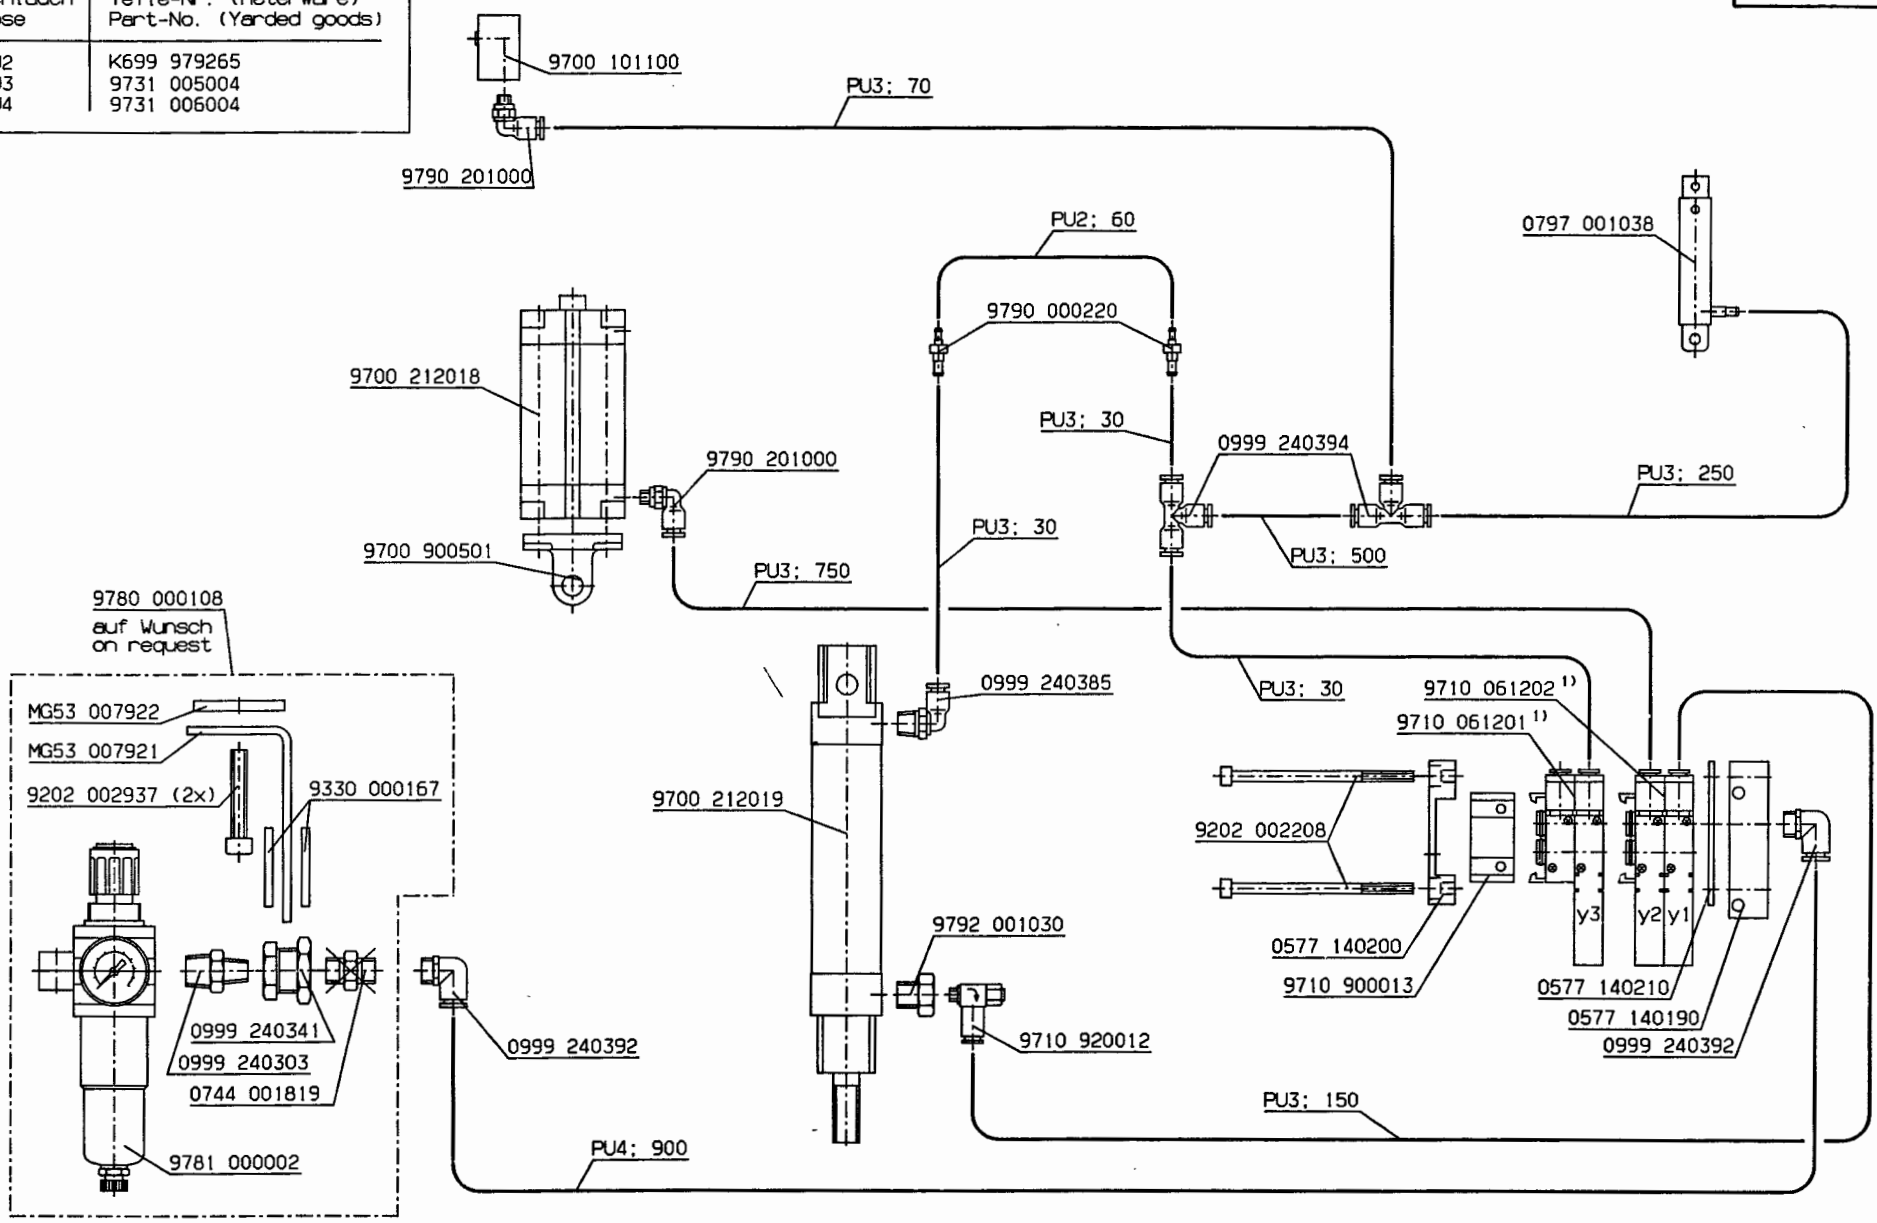 Part-No. (Yarded goods)
K699 979265
9731 005004
9731 006004
9700 101100
PU3; 70
9790 201000
PU2; 60
0797 001038
9790 000220
9700 212018
PU3; 30
0999 240394
9790 201000
PU3; 250
PU3; 30
9700 900501
PU3; 500
PU3; 750
9780 000108
auf Wunsch
on request
0999 240385
PU3; 30
9710 061202 1)
MG53 007922
9710 061201 1)
MG53 007921
9202 002937 (2x)
9330 000167
9700 212019
9202 002208
y3
y2
y1
9792 001030
0577 140200
9710 900013
0577 140210
0577 140190
0999 240341
0999 240392
9710 920012
0999 240392
0999 240303
0744 001819
PU3; 150
PU4; 900
9781 000002